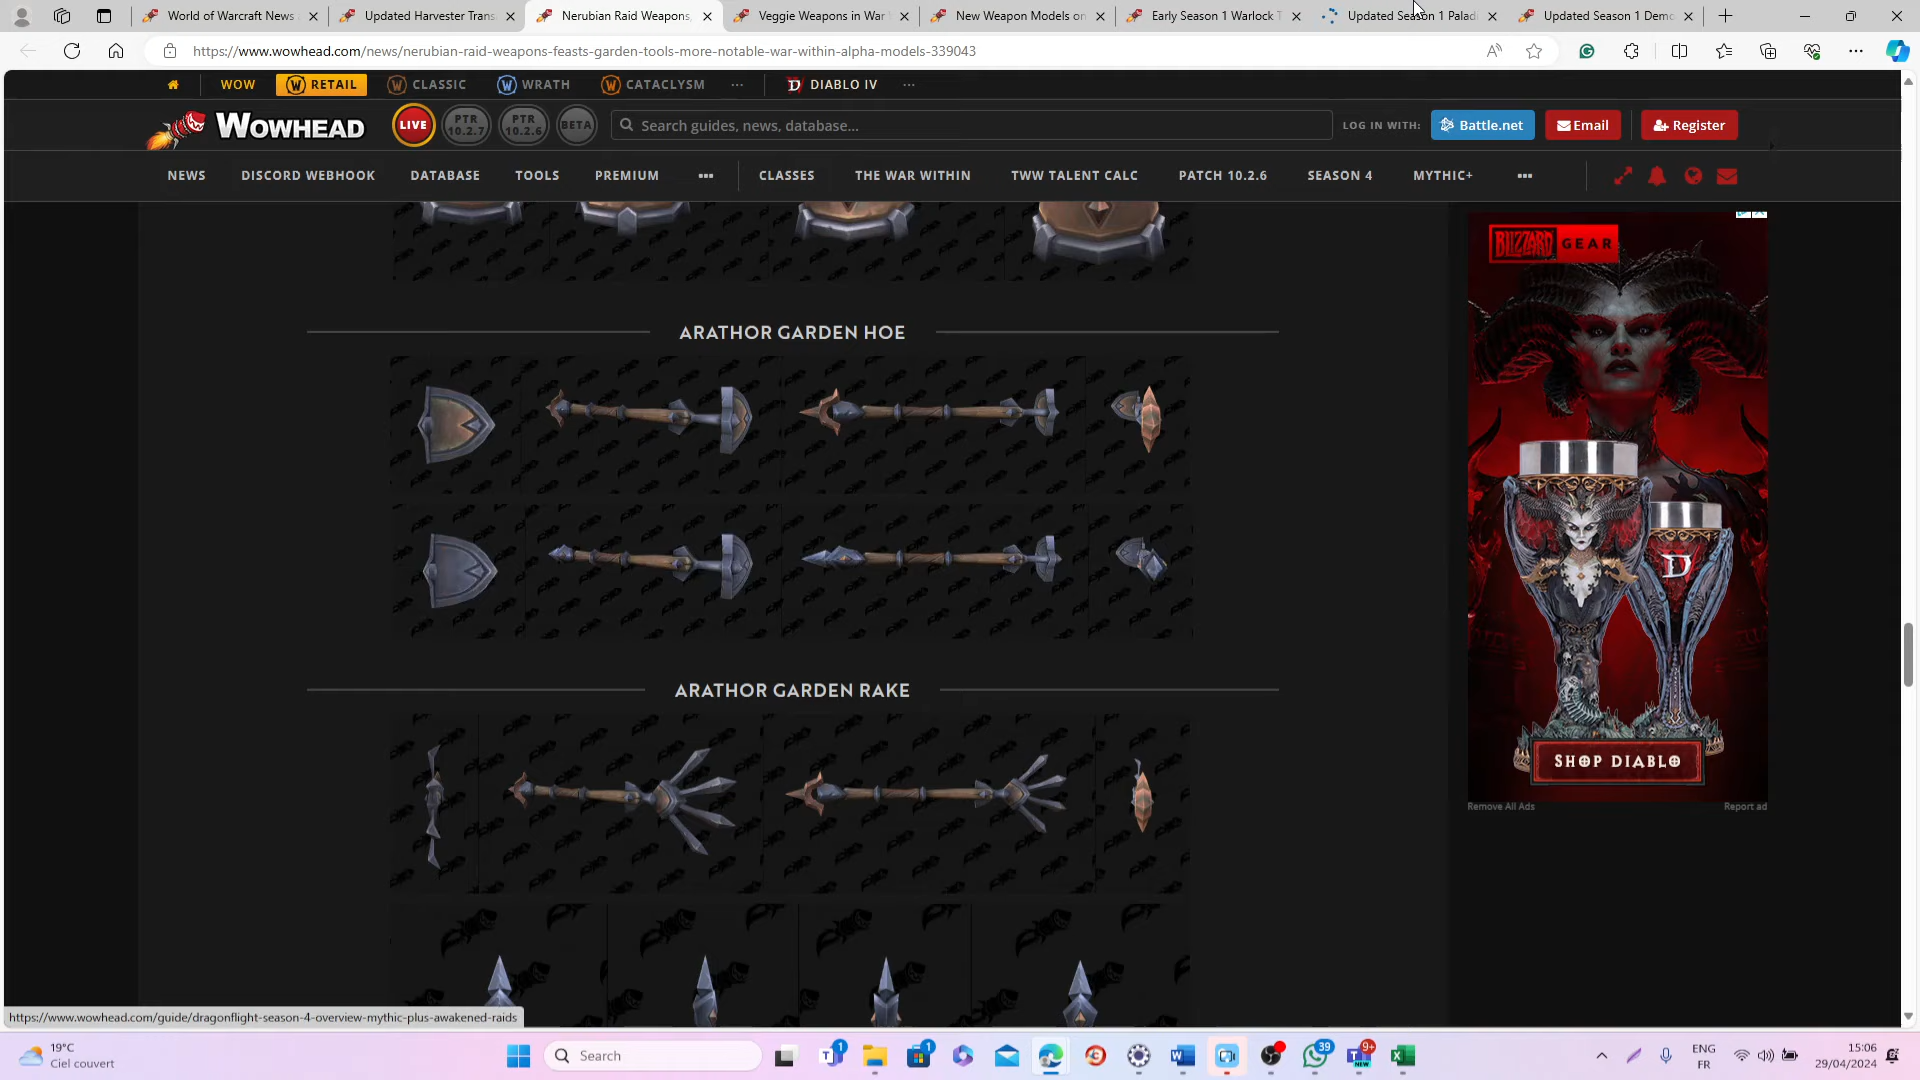 World of Warcraft News
Updated Harvester Trans
Nerubian Raid Weapons,
Veggie Weapons in War
New Weapon Models on
Early Season 1 Warlock T
Updated Season 1 Paladi
Updated Season 1 Demo
https://www.wowhead.com/news/nerubian-raid-weapons-feasts-garden-tools-more-notable-war-within-alpha-models-339043
WOW
RETAIL
CLASSIC
WRATH
CATACLYSM
DIABLO IV
WOWHEAD
LIVE
PTR 10.2.7
PTR 10.2.6
BETA
Search guides, news, database...
LOG IN WITH:
Battle.net
Email
Register
NEWS
DISCORD WEBHOOK
DATABASE
TOOLS
PREMIUM
CLASSES
THE WAR WITHIN
TWW TALENT CALC
PATCH 10.2.6
SEASON 4
MYTHIC+
BLIZZARD GEAR
ARATHOR GARDEN HOE
ARATHOR GARDEN RAKE
SHOP DIABLO
Remove All Ads
Report ad
https://www.wowhead.com/guide/dragonflight-season-4-overview-mythic-plus-awakened-raids
19°C
Ciel couvert
Search
1
1
39
9+
NEW
ENG
FR
15:06
29/04/2024